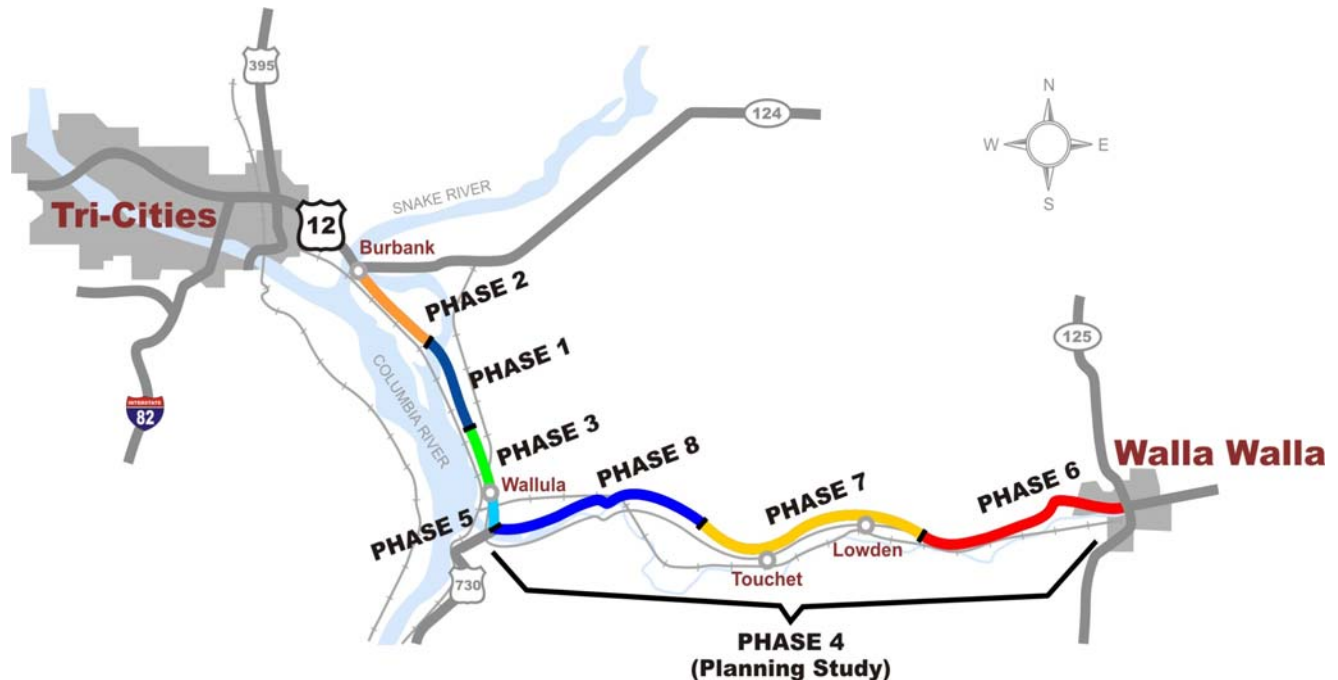 395
124
N
W E
S
SNAKE RIVER
Tri-Cities
12
Burbank
PHASE 2
125
COLUMBIA RIVER
PHASE 1
INTERSTATE
82
PHASE 3
Wallula
PHASE 8
PHASE 7
PHASE 6
Walla Walla
PHASE 5
Lowden
Touchet
730
PHASE 4
(Planning Study)